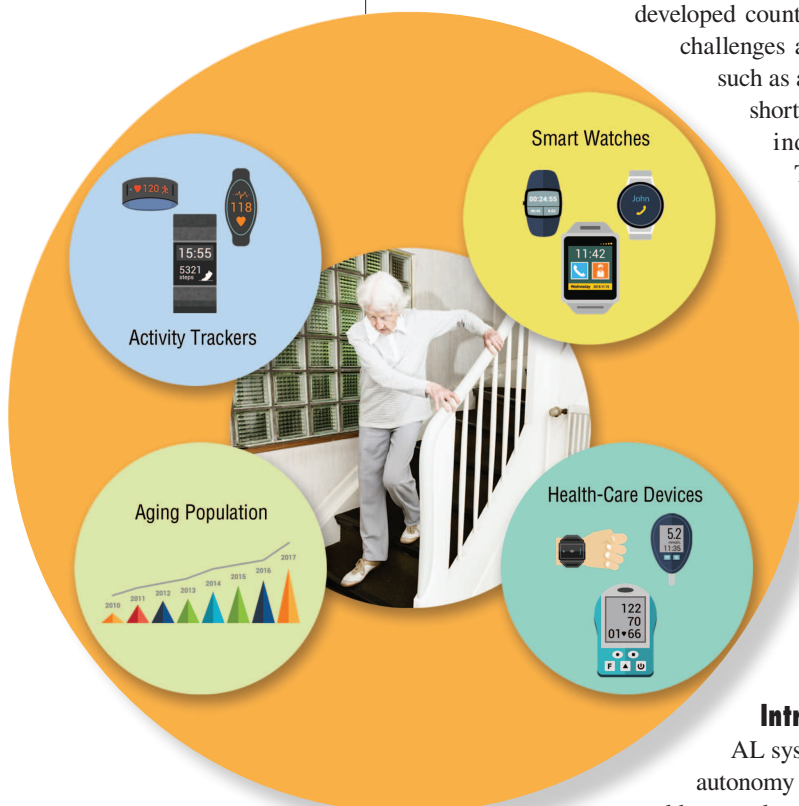 developed count
challenges a
such as a
short
ind
T
Smart Watches
00:24:55
John
11:42
Wednesday
120
118
15:55
5321
steps
Activity Trackers
Aging Population
2010
2011
2012
2013
2014
2015
2016
2017
Health-Care Devices
5.2
11:35
122
70
01♥66
F
Intr
AL sys
autonomy